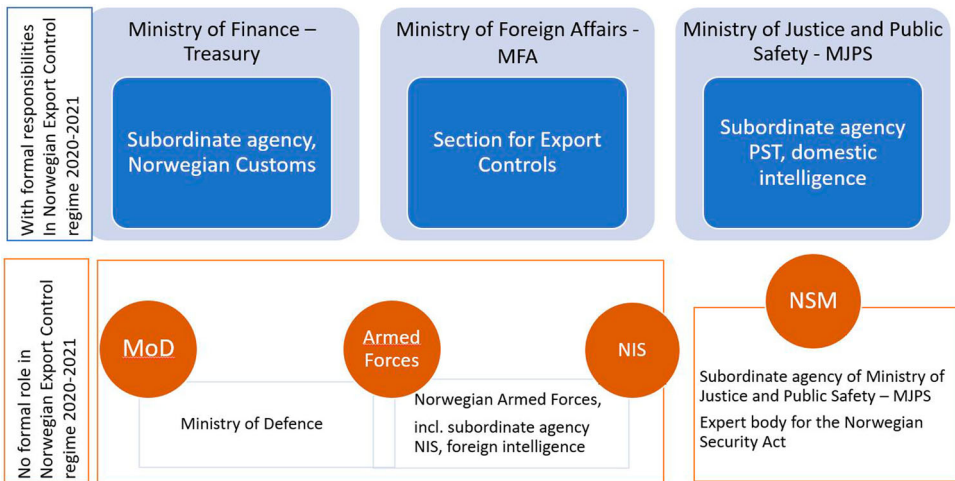 With formal responsibilities
In Norwegian Export Control
regime 2020-2021
Ministry of Finance –
Treasury
Subordinate agency,
Norwegian Customs
Ministry of Foreign Affairs -
MFA
Section for Export
Controls
Ministry of Justice and Public
Safety - MJPS
Subordinate agency
PST, domestic
intelligence
No formal role in
Norwegian Export Control
regime 2020-2021
MoD
Ministry of Defence
Armed
Forces
Norwegian Armed Forces,
incl. subordinate agency
NIS, foreign intelligence
NIS
NSM
Subordinate agency of Ministry of
Justice and Public Safety – MJPS
Expert body for the Norwegian
Security Act